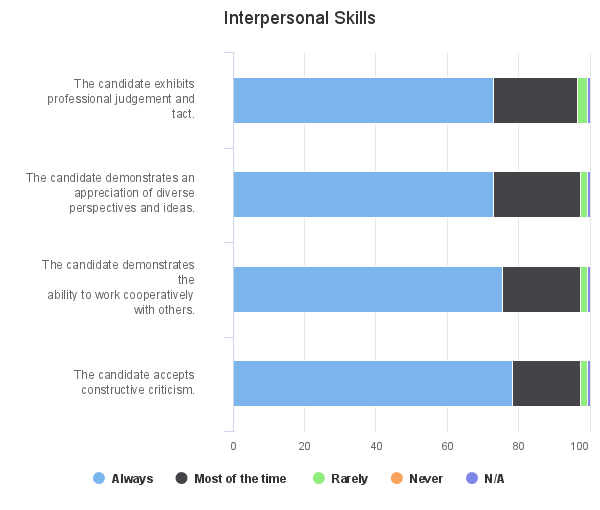 Interpersonal Skills
The candidate exhibits
professional judgement and
tact.
The candidate demonstrates an
appreciation of diverse
perspectives and ideas.
The candidate demonstrates
the
ability to work cooperatively
with others.
The candidate accepts
constructive criticism.
0 20 40 60 80 100
Always Most of the time Rarely Never N/A